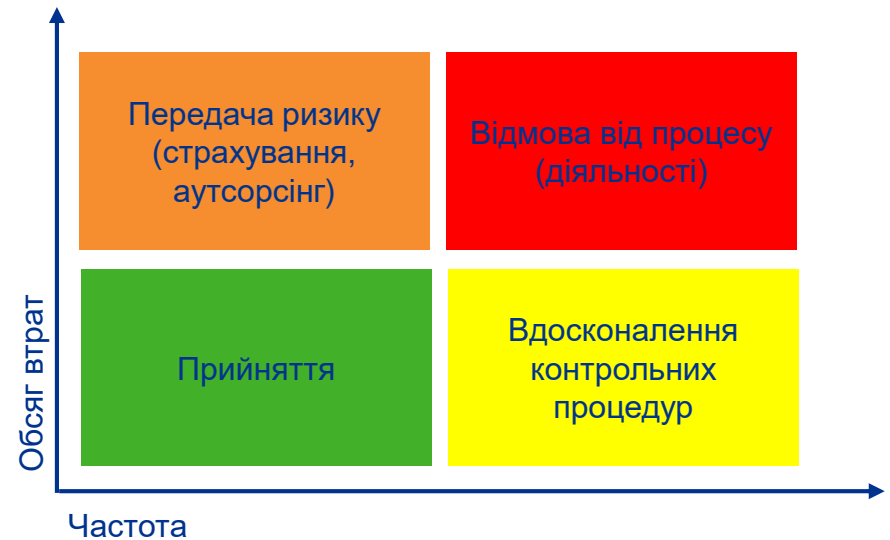 Передача ризику
(страхування,
аутсорсінг)
Відмова від процесу
(діяльності)
Прийняття
Вдосконалення
контрольних
процедур
Обсяг втрат
Частота